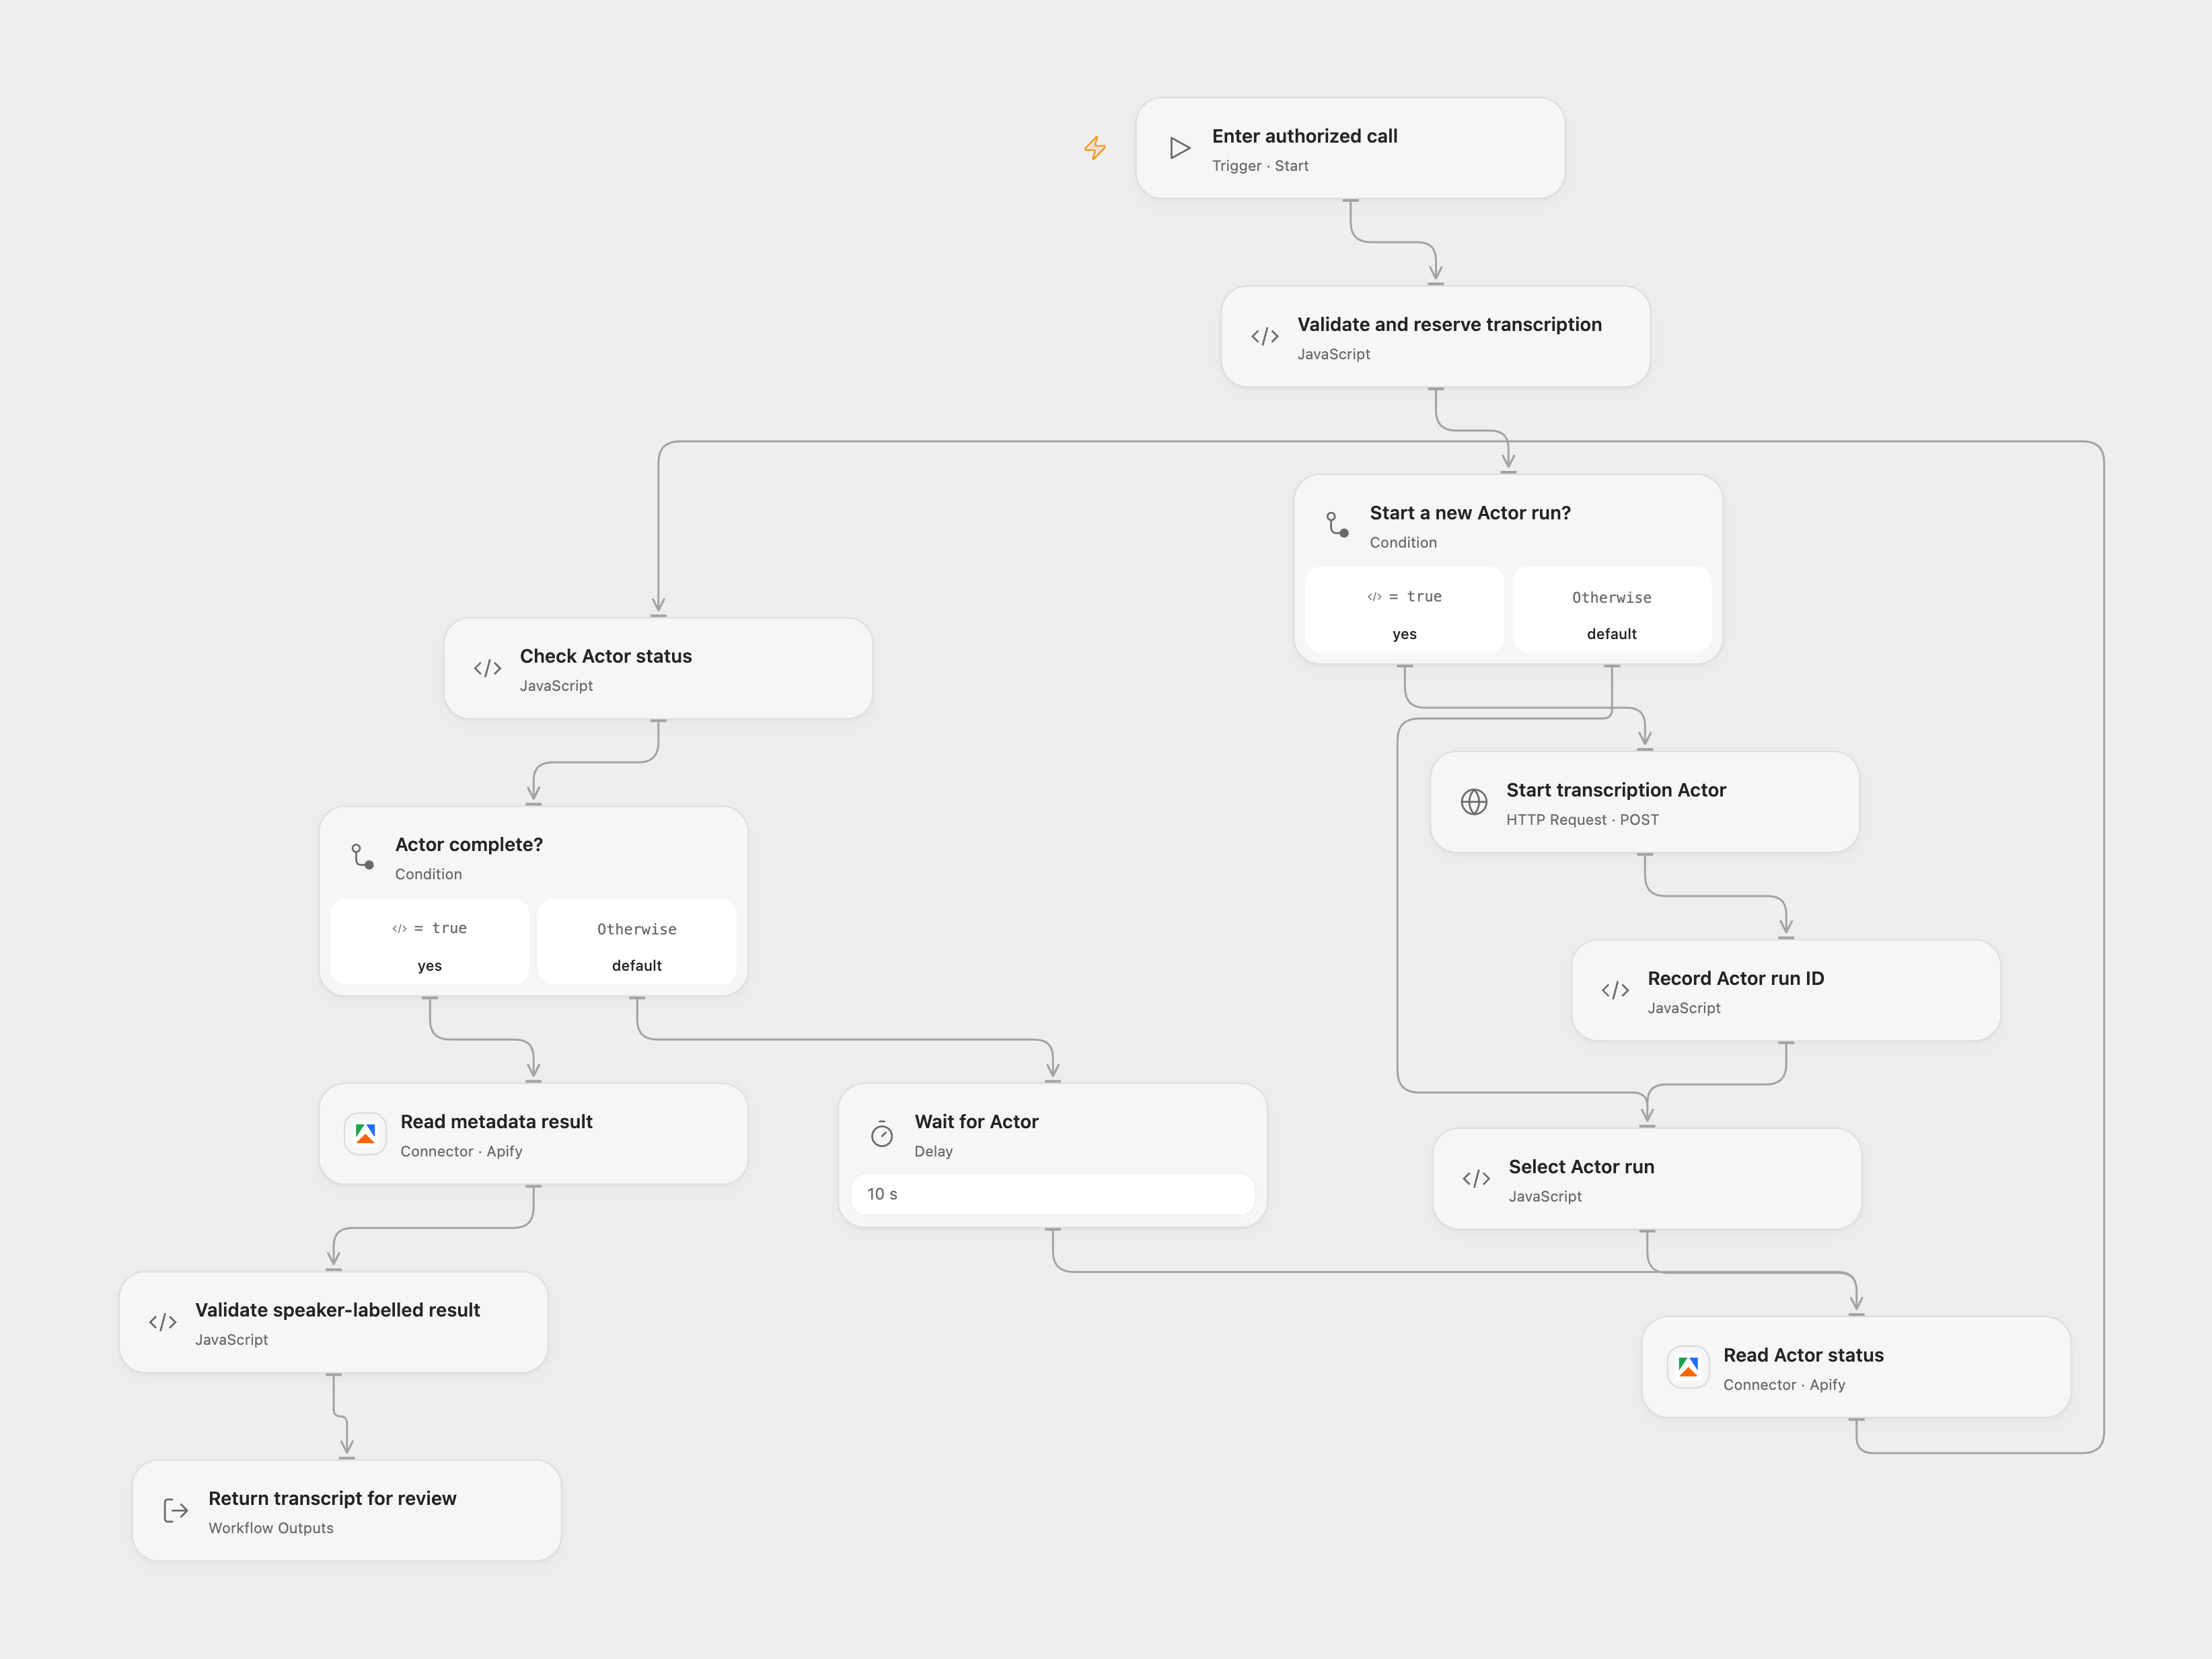 Enter authorized call
Trigger · Start
Validate and reserve transcription
JavaScript
Start a new Actor run?
Condition
</> = true
Otherwise
yes
default
Check Actor status
JavaScript
Start transcription Actor
HTTP Request · POST
Actor complete?
Condition
</> = true
Otherwise
yes
default
Record Actor run ID
JavaScript
Read metadata result
Connector · Apify
Wait for Actor
Delay
10 s
Select Actor run
JavaScript
Validate speaker-labelled result
JavaScript
Read Actor status
Connector · Apify
Return transcript for review
Workflow Outputs